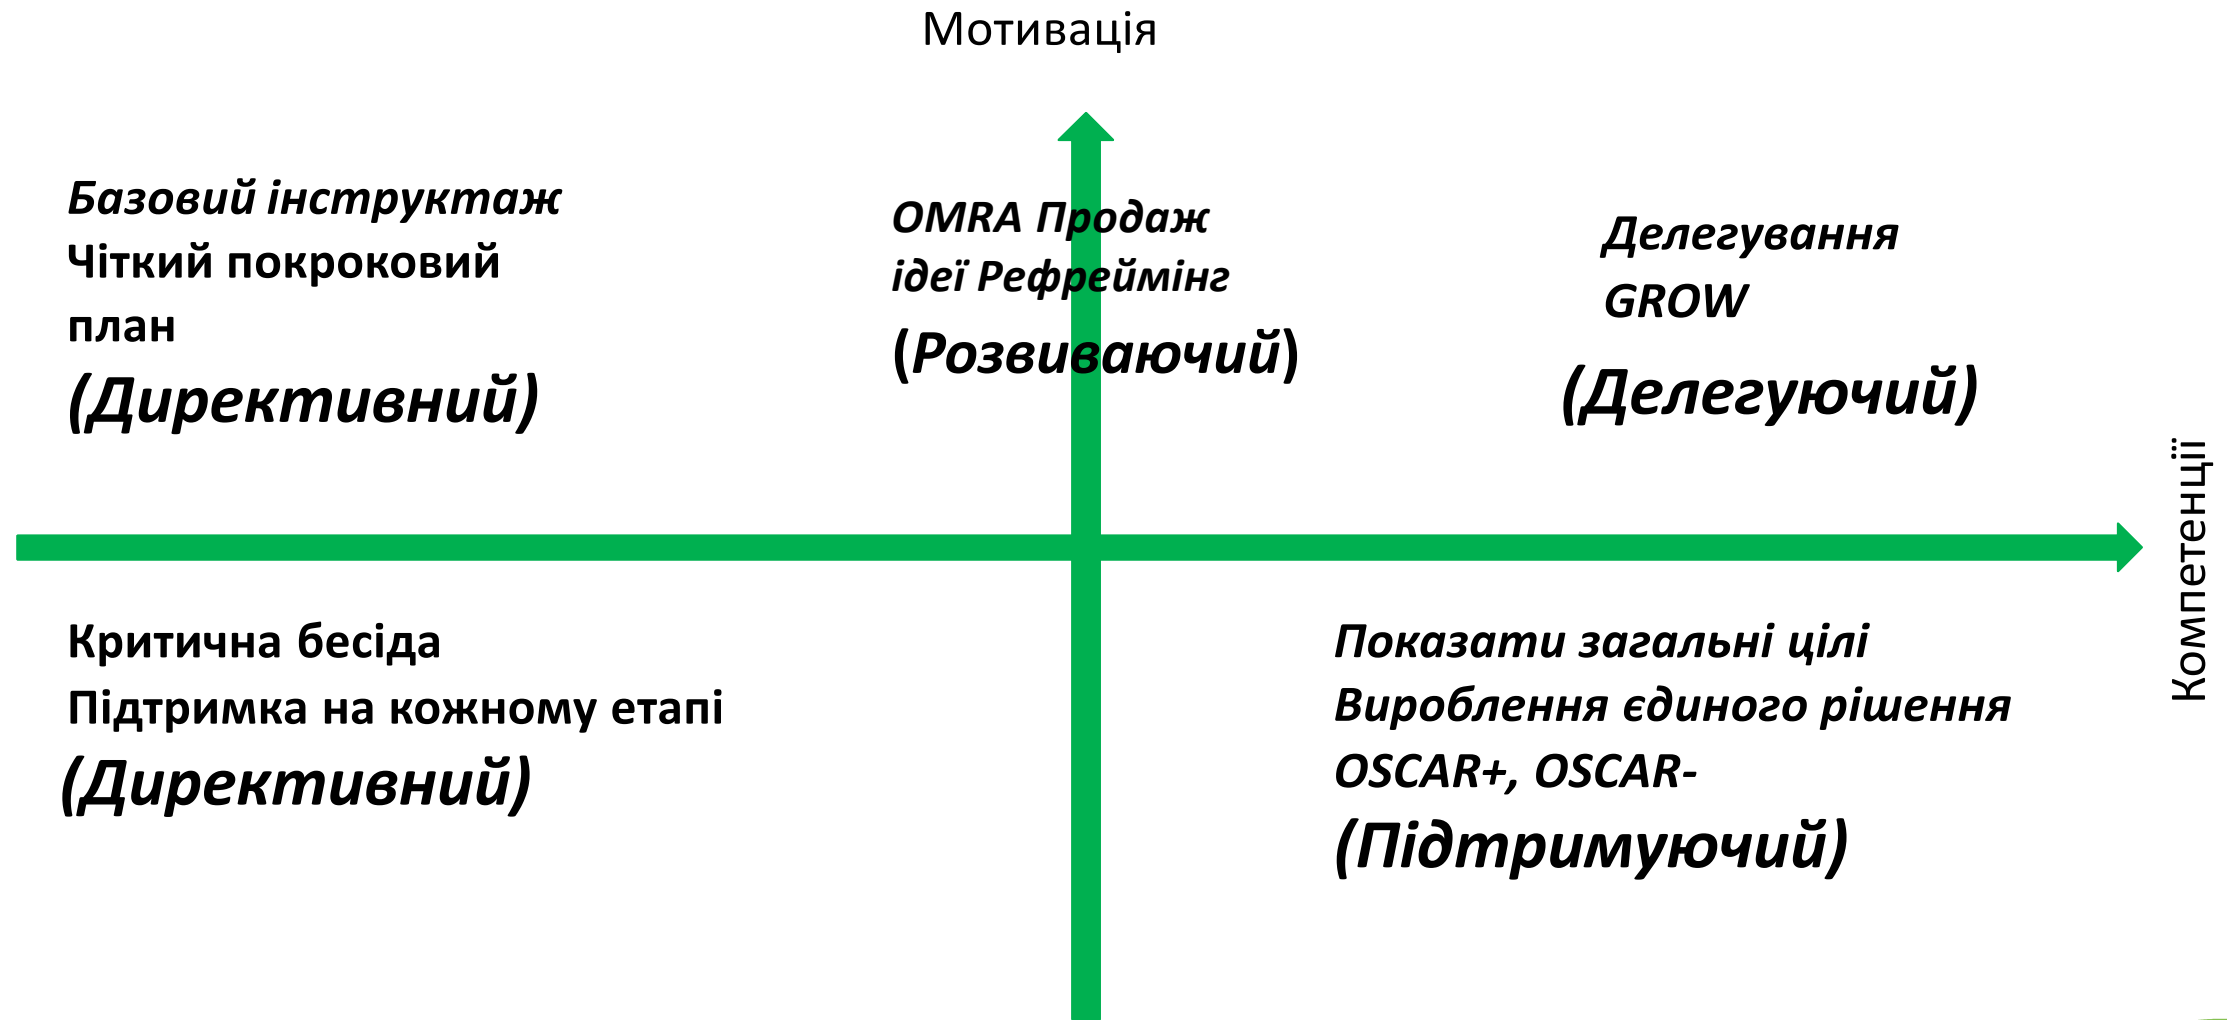 Мотивація
Базовий інструктаж
Чіткий покроковий
план
(Директивний)
OMRA Продаж
ідеї Рефреймінг
(Розвиваючий)
Делегування
GROW
(Делегуючий)
Компетенції
Критична бесіда
Підтримка на кожному етапі
(Директивний)
Показати загальні цілі
Вироблення єдиного рішення
OSCAR+, OSCAR-
(Підтримуючий)